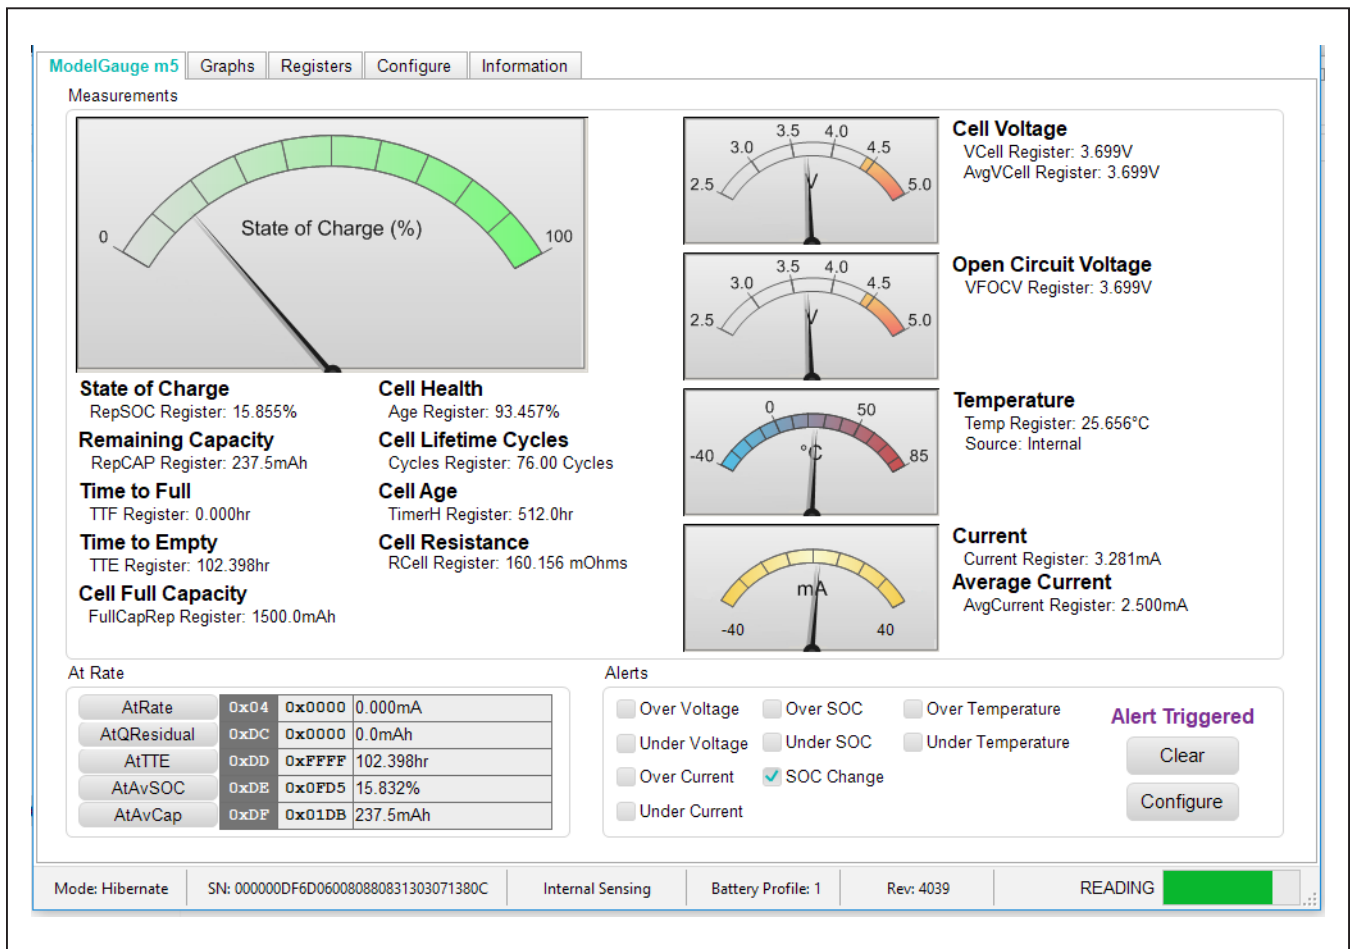 ModelGauge m5 Graphs Registers Configure Information
Measurements
0 State of Charge (%) 100
State of Charge
RepSOC Register: 15.855%
Remaining Capacity
RepCAP Register: 237.5mAh
Time to Full
TTF Register: 0.000hr
Time to Empty
TTE Register: 102.398hr
Cell Full Capacity
FullCapRep Register: 1500.0mAh
Cell Health
Age Register: 93.457%
Cell Lifetime Cycles
Cycles Register: 76.00 Cycles
Cell Age
TimerH Register: 512.0hr
Cell Resistance
RCell Register: 160.156 mOhms
2.5 3.0 3.5 4.0 4.5 5.0
V
Cell Voltage
VCell Register: 3.699V
AvgVCell Register: 3.699V
2.5 3.0 3.5 4.0 4.5 5.0
V
Open Circuit Voltage
VFOCV Register: 3.699V
-40 0 50 85
°C
Temperature
Temp Register: 25.656°C
Source: Internal
mA
-40 40
Current
Current Register: 3.281mA
Average Current
AvgCurrent Register: 2.500mA
At Rate
AtRate 0x04 0x0000 0.000mA
AtQResidual 0xDC 0x0000 0.0mAh
AtTTE 0xDD 0xFFFF 102.398hr
AtAvSOC 0xDE 0x0FD5 15.832%
AtAvCap 0xDF 0x01DB 237.5mAh
Alerts
Over Voltage Over SOC Over Temperature
Under Voltage Under SOC Under Temperature
Over Current SOC Change
Under Current
Alert Triggered
Clear
Configure
Mode: Hibernate SN: 000000DF6D060080880831303071380C Internal Sensing Battery Profile: 1 Rev: 4039 READING